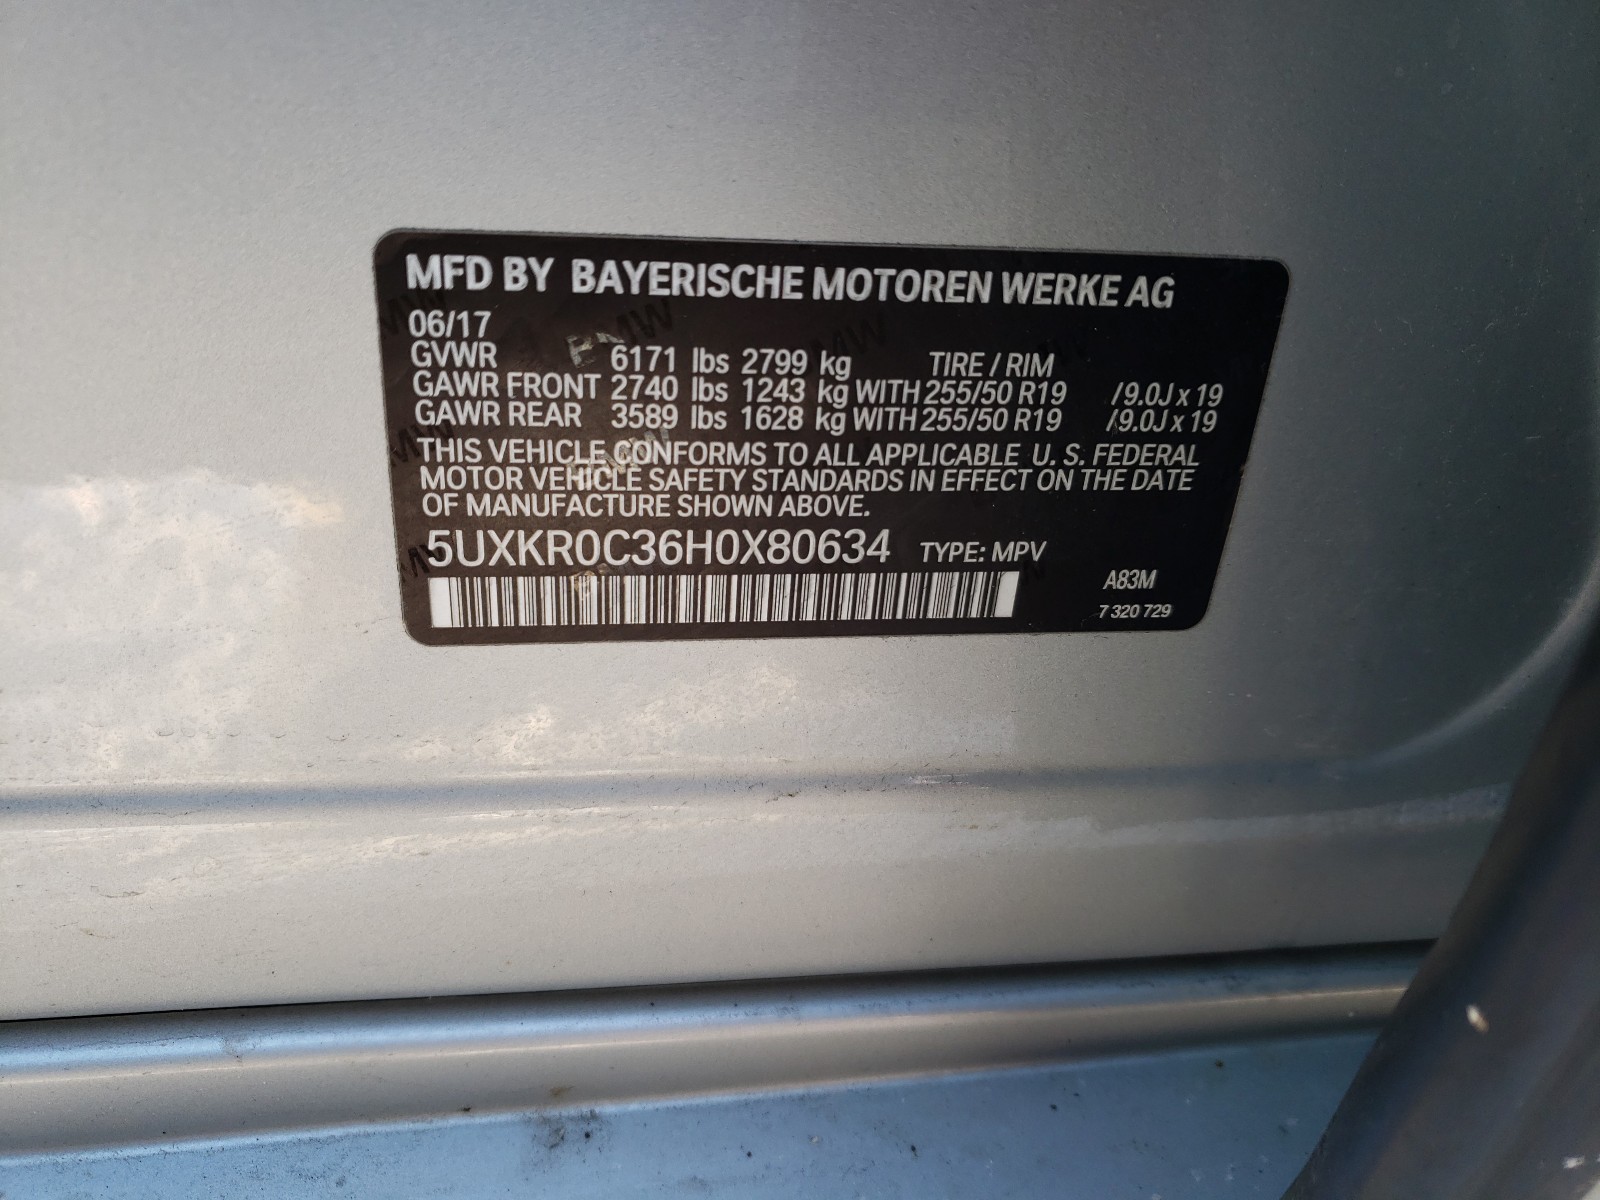 MFD BY BAYERISCHE MOTOREN WERKE AG
06/17
GVWR 6171 lbs 2799 kg TIRE / RIM
GAWR FRONT 2740 lbs 1243 kg WITH 255/50 R19 /9.0J x 19
GAWR REAR 3589 lbs 1628 kg WITH 255/50 R19 /9.0J x 19
THIS VEHICLE CONFORMS TO ALL APPLICABLE U. S. FEDERAL
MOTOR VEHICLE SAFETY STANDARDS IN EFFECT ON THE DATE
OF MANUFACTURE SHOWN ABOVE.
5UXKR0C36H0X80634 TYPE: MPV
A83M
7 320 729